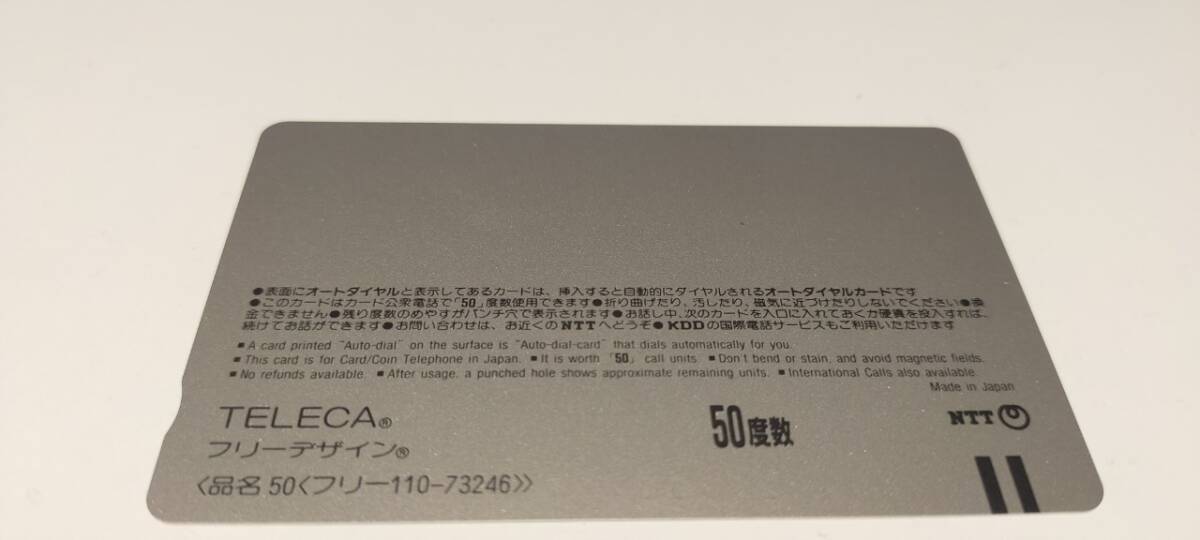 ●表面にオートダイヤルと表示してあるカードは、挿入すると自動的にダイヤルされるオートダイヤルカードです
●このカードはカード公衆電話で「50」度数使用できます●折り曲げたり、汚したり、磁気に近づけたりしないでください●換
金できません●残り度数のめやすがパンチ穴で表示されます●お話し中、次のカードを入口に入れておくか硬貨を投入すれば、
続けてお話ができます●お問い合わせは、お近くのNTTへどうぞ●KDDの国際電話サービスもご利用いただけます
■A card printed "Auto-dial" on the surface is "Auto-dial-card" that dials automatically for you.
■This card is for Card/Coin Telephone in Japan. ■It is worth「50」call units. ■Don't bend or stain, and avoid magnetic fields.
■No refunds available. ■After usage, a punched hole shows approximate remaining units. ■International Calls also available.
Made in Japan
TELECA®
50度数
NTT
フリーデザイン®
〈品名 50〈フリー110-73246〉〉